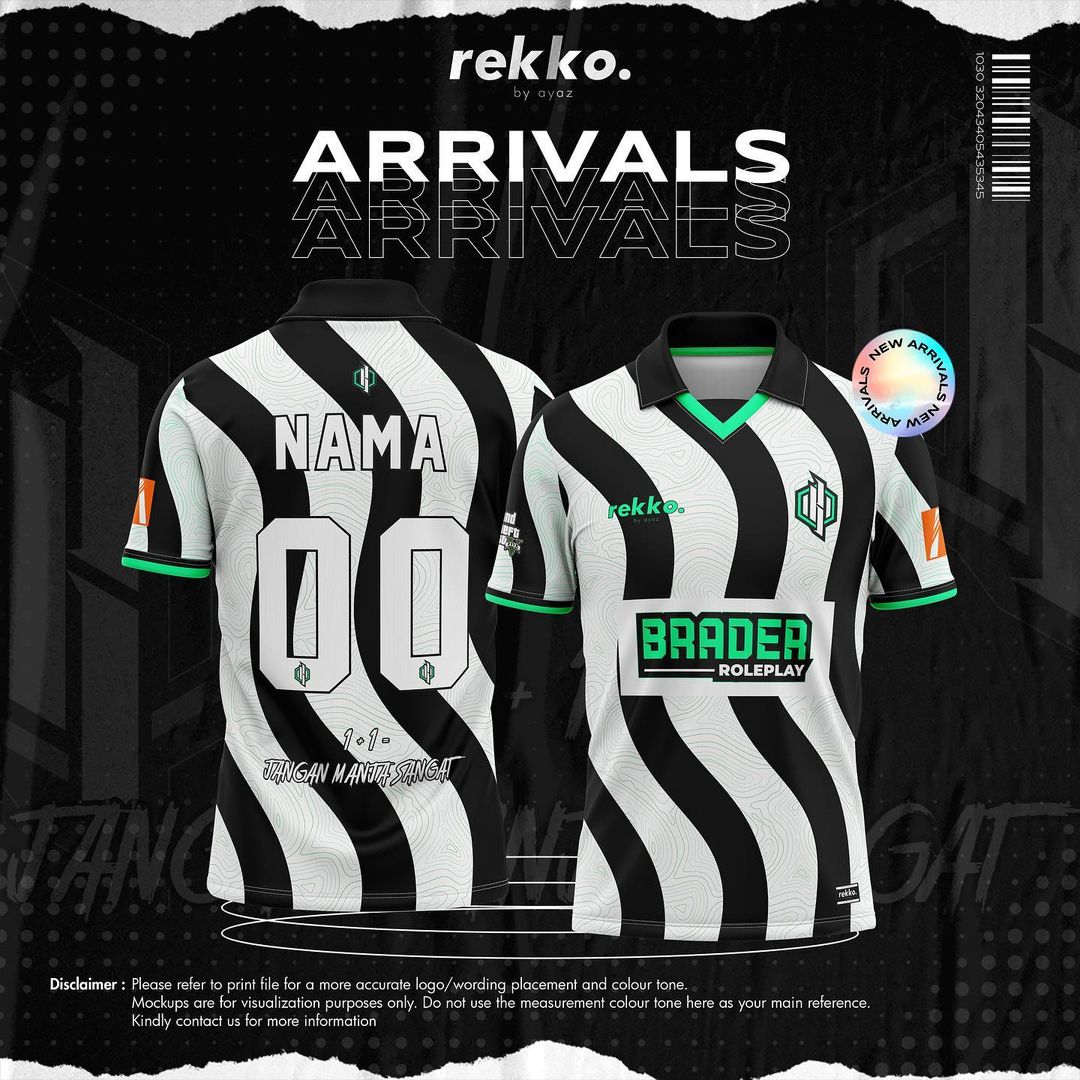 rekko.
by ayaz
ARRIVALS
ARRIVALS
ARRIVALS
1030 32043405435345
NEW ARRIVALS NEW ARRIVALS
NAMA
00
1 + 1 =
JANGAN MANJA SANGAT
rekko.
by ayaz
BRADER
ROLEPLAY
rekko.
Disclaimer : Please refer to print file for a more accurate logo/wording placement and colour tone.
Mockups are for visualization purposes only. Do not use the measurement colour tone here as your main reference.
Kindly contact us for more information